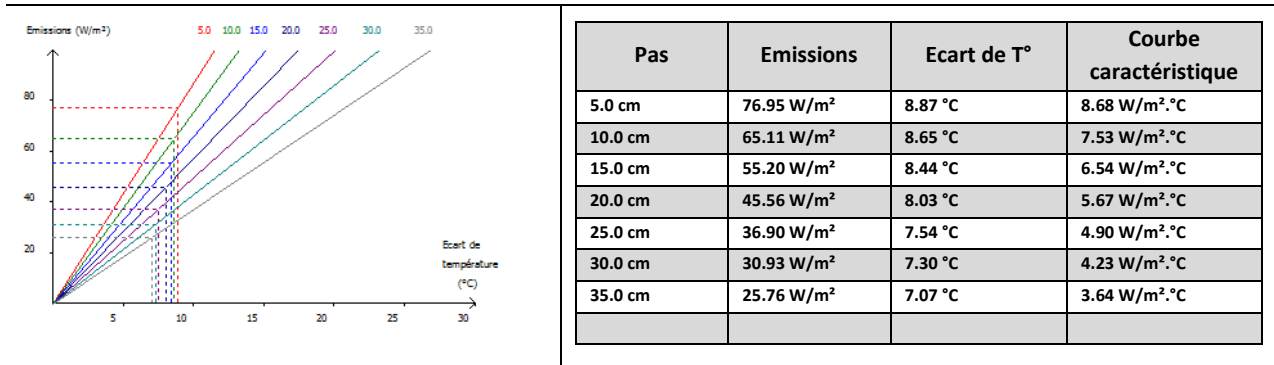 Emissions (W/m²) 5.0 10.0 15.0 20.0 25.0 30.0 35.0
80
60
40
20
Ecart de
température
(°C)
5 10 15 20 25 30
Pas Emissions Ecart de T° Courbe caractéristique
5.0 cm 76.95 W/m² 8.87 °C 8.68 W/m².°C
10.0 cm 65.11 W/m² 8.65 °C 7.53 W/m².°C
15.0 cm 55.20 W/m² 8.44 °C 6.54 W/m².°C
20.0 cm 45.56 W/m² 8.03 °C 5.67 W/m².°C
25.0 cm 36.90 W/m² 7.54 °C 4.90 W/m².°C
30.0 cm 30.93 W/m² 7.30 °C 4.23 W/m².°C
35.0 cm 25.76 W/m² 7.07 °C 3.64 W/m².°C